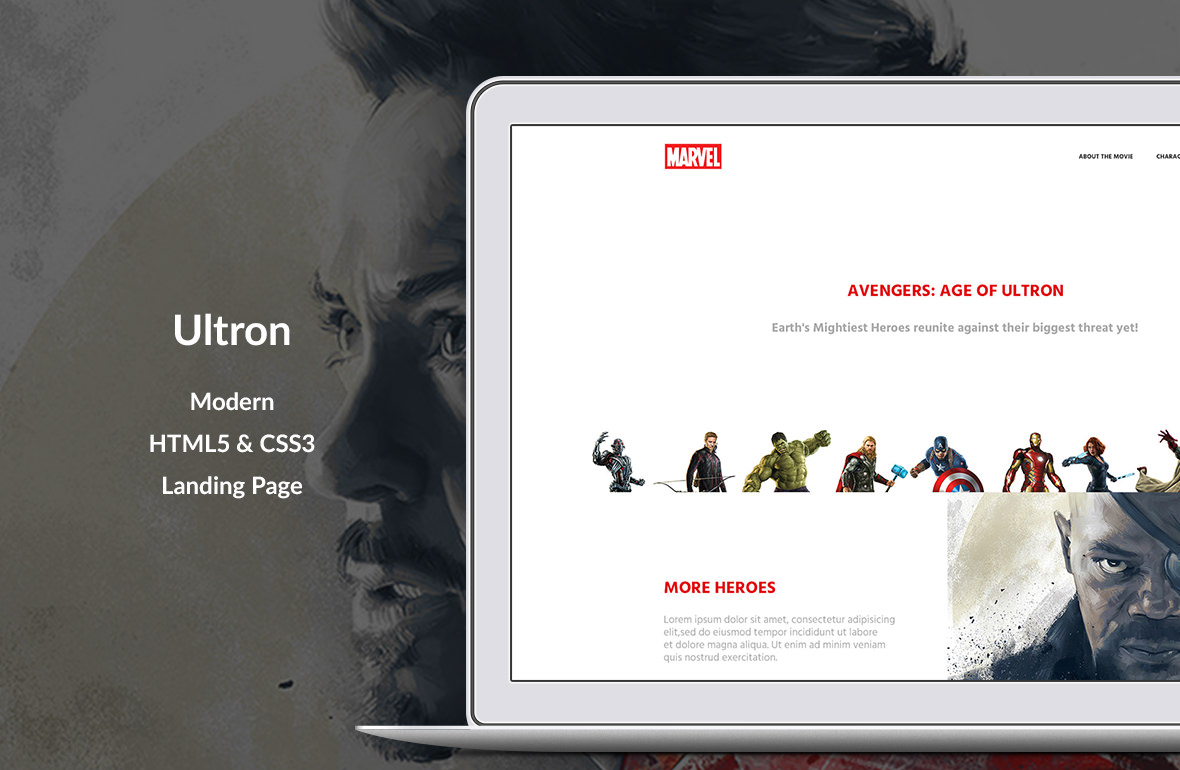 Ultron
Modern
HTML5 & CSS3
Landing Page
MARVEL
ABOUT THE MOVIE
AVENGERS: AGE OF ULTRON
Earth's Mightiest Heroes reunite against their biggest threat yet!
MORE HEROES
Lorem ipsum dolor sit amet, consectetur adipisicing
elit,sed do eiusmod tempor incididunt ut labore
et dolore magna aliqua. Ut enim ad minim veniam
quis nostrud exercitation.